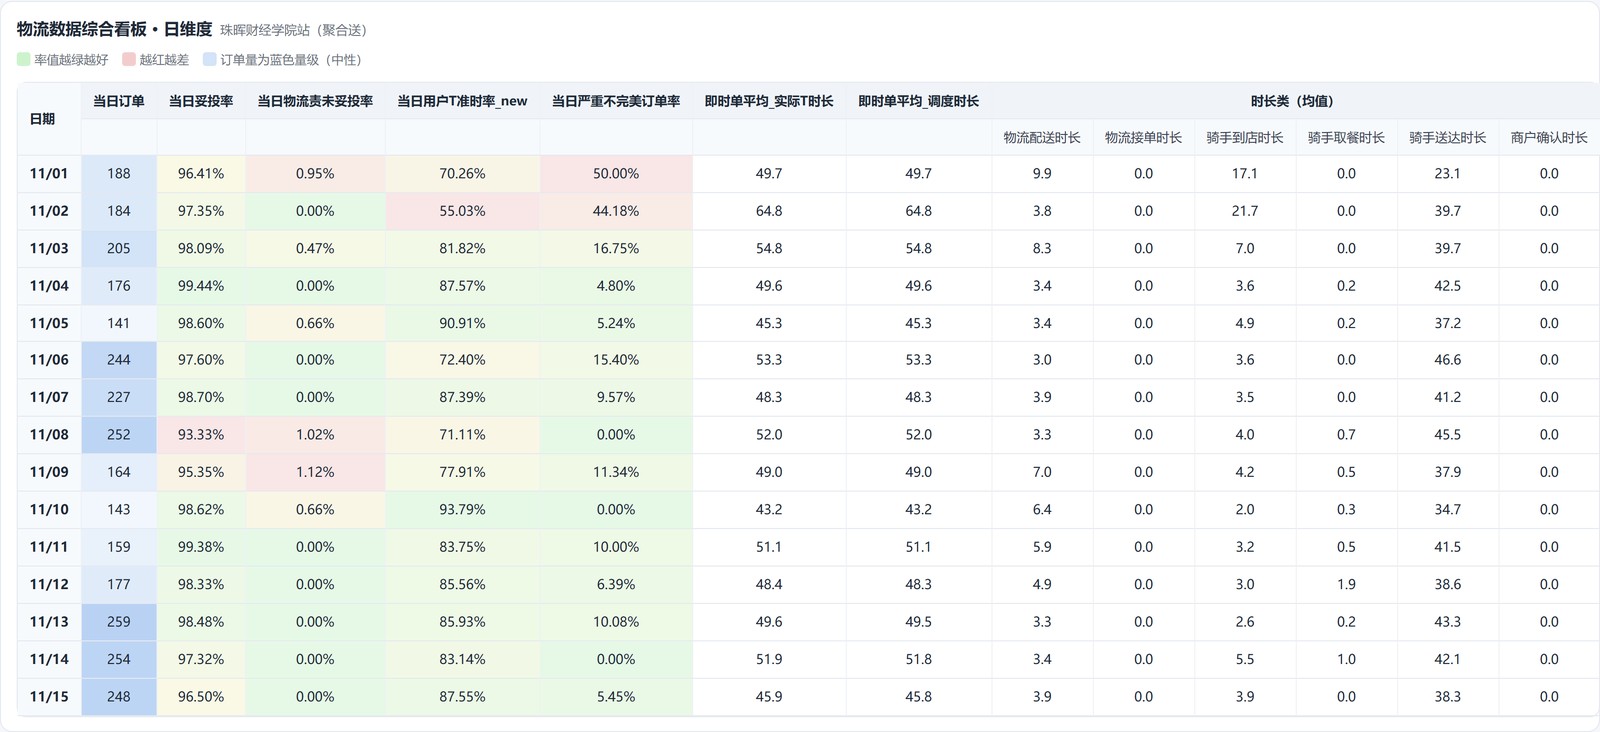 物流数据综合看板 • 日维度 珠晖财经学院站（聚合送）
率值越绿越好 越红越差 订单量为蓝色量级（中性）
日期 当日订单 当日妥投率 当日物流责未妥投率 当日用户T准时率_new 当日严重不完美订单率 即时单平均_实际T时长 即时单平均_调度时长 时长类（均值）
物流配送时长 物流接单时长 骑手到店时长 骑手取餐时长 骑手送达时长 商户确认时长
11/01 188 96.41% 0.95% 70.26% 50.00% 49.7 49.7 9.9 0.0 17.1 0.0 23.1 0.0
11/02 184 97.35% 0.00% 55.03% 44.18% 64.8 64.8 3.8 0.0 21.7 0.0 39.7 0.0
11/03 205 98.09% 0.47% 81.82% 16.75% 54.8 54.8 8.3 0.0 7.0 0.0 39.7 0.0
11/04 176 99.44% 0.00% 87.57% 4.80% 49.6 49.6 3.4 0.0 3.6 0.2 42.5 0.0
11/05 141 98.60% 0.66% 90.91% 5.24% 45.3 45.3 3.4 0.0 4.9 0.2 37.2 0.0
11/06 244 97.60% 0.00% 72.40% 15.40% 53.3 53.3 3.0 0.0 3.6 0.0 46.6 0.0
11/07 227 98.70% 0.00% 87.39% 9.57% 48.3 48.3 3.9 0.0 3.5 0.0 41.2 0.0
11/08 252 93.33% 1.02% 71.11% 0.00% 52.0 52.0 3.3 0.0 4.0 0.7 45.5 0.0
11/09 164 95.35% 1.12% 77.91% 11.34% 49.0 49.0 7.0 0.0 4.2 0.5 37.9 0.0
11/10 143 98.62% 0.66% 93.79% 0.00% 43.2 43.2 6.4 0.0 2.0 0.3 34.7 0.0
11/11 159 99.38% 0.00% 83.75% 10.00% 51.1 51.1 5.9 0.0 3.2 0.5 41.5 0.0
11/12 177 98.33% 0.00% 85.56% 6.39% 48.4 48.3 4.9 0.0 3.0 1.9 38.6 0.0
11/13 259 98.48% 0.00% 85.93% 10.08% 49.6 49.5 3.3 0.0 2.6 0.2 43.3 0.0
11/14 254 97.32% 0.00% 83.14% 0.00% 51.9 51.8 3.4 0.0 5.5 1.0 42.1 0.0
11/15 248 96.50% 0.00% 87.55% 5.45% 45.9 45.8 3.9 0.0 3.9 0.0 38.3 0.0